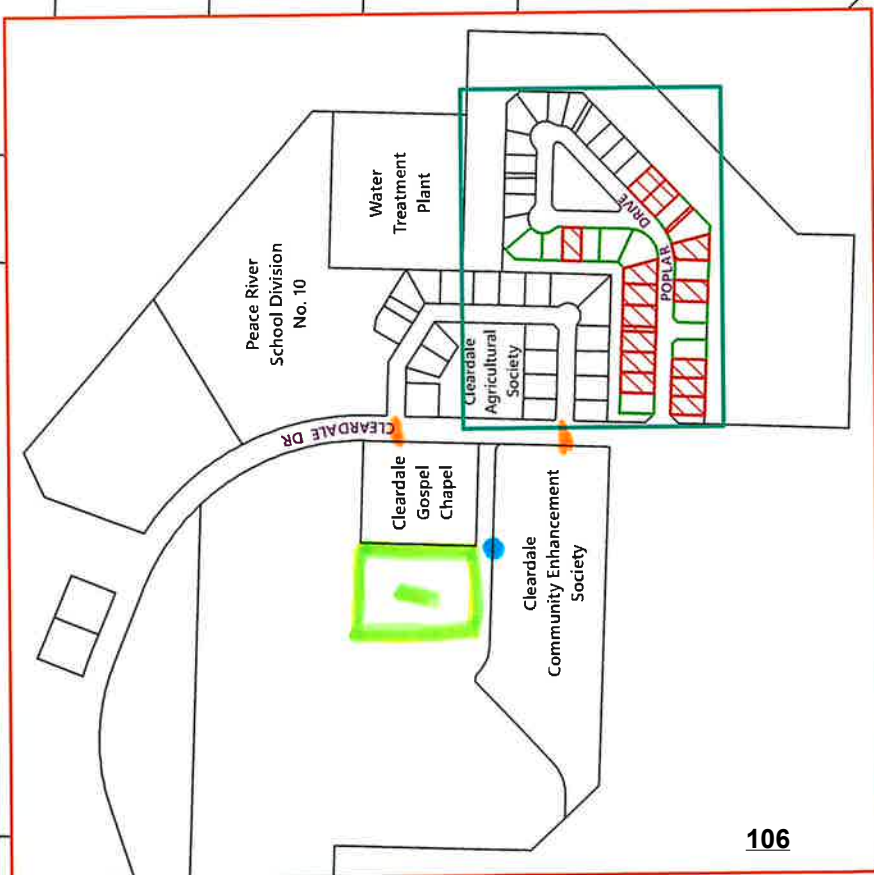 Water
Treatment
Plant
Peace River
School Division
No. 10
DRIVE
POPLAR
Cleardale
Agricultural
Society
CLEARDALE DR
Cleardale
Gospel
Chapel
Cleardale
Community Enhancement
Society
106